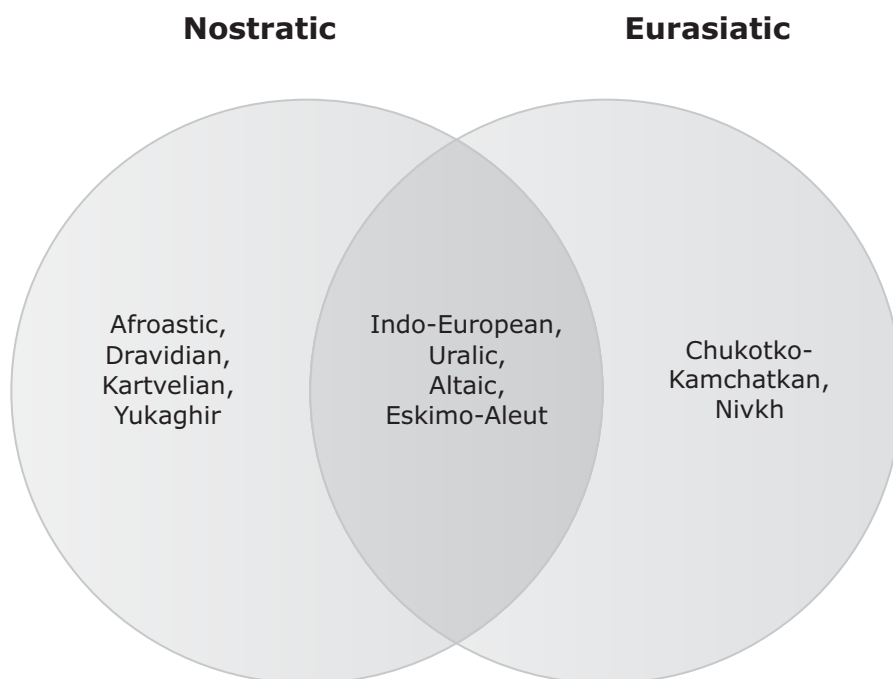 Nostratic
Eurasiatic
Afroastic,
Dravidian,
Kartvelian,
Yukaghir
Indo-European,
Uralic,
Altaic,
Eskimo-Aleut
Chukotko-
Kamchatkan,
Nivkh